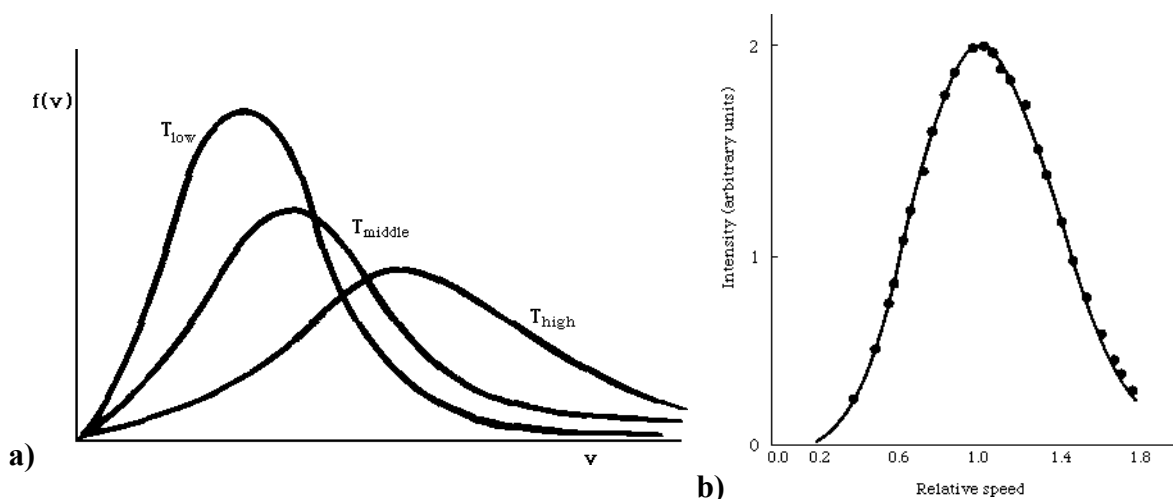 f(v)
T_low
T_middle
T_high
v
a)
Intensity (arbitrary units)
2
1
0
0.0 0.2 0.6 1.0 1.4 1.8
Relative speed
b)